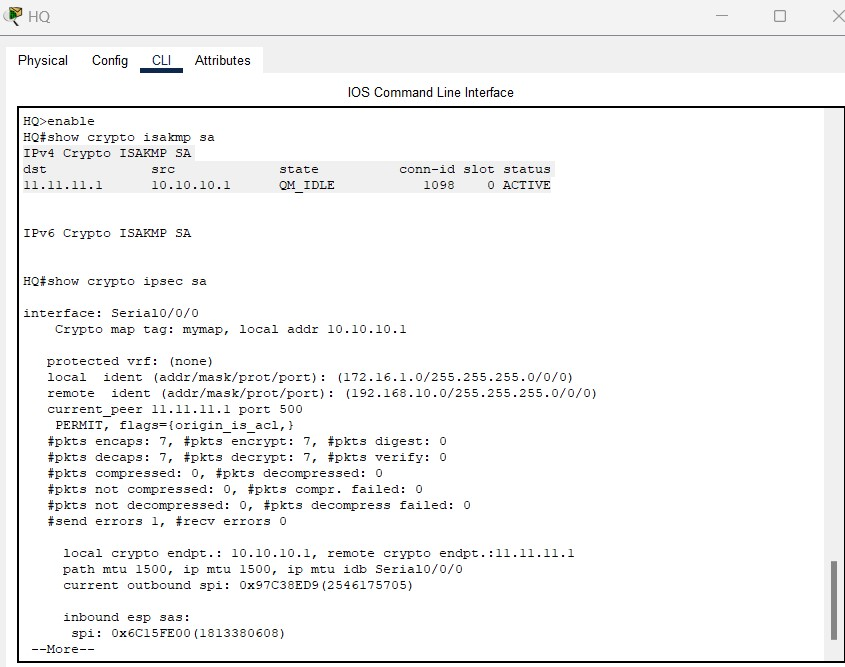 HQ
Physical Config CLI Attributes
IOS Command Line Interface
HQ>enable
HQ#show crypto isakmp sa
IPv4 Crypto ISAKMP SA
dst src state conn-id slot status
11.11.11.1 10.10.10.1 QM_IDLE 1098 0 ACTIVE
IPv6 Crypto ISAKMP SA
HQ#show crypto ipsec sa
interface: Serial0/0/0
Crypto map tag: mymap, local addr 10.10.10.1
protected vrf: (none)
local ident (addr/mask/prot/port): (172.16.1.0/255.255.255.0/0/0)
remote ident (addr/mask/prot/port): (192.168.10.0/255.255.255.0/0/0)
current_peer 11.11.11.1 port 500
PERMIT, flags={origin_is_acl,}
#pkts encaps: 7, #pkts encrypt: 7, #pkts digest: 0
#pkts decaps: 7, #pkts decrypt: 7, #pkts verify: 0
#pkts compressed: 0, #pkts decompressed: 0
#pkts not compressed: 0, #pkts compr. failed: 0
#pkts not decompressed: 0, #pkts decompress failed: 0
#send errors 1, #recv errors 0
local crypto endpt.: 10.10.10.1, remote crypto endpt.:11.11.11.1
path mtu 1500, ip mtu 1500, ip mtu idb Serial0/0/0
current outbound spi: 0x97C38ED9(2546175705)
inbound esp sas:
spi: 0x6C15FE00(1813380608)
--More--